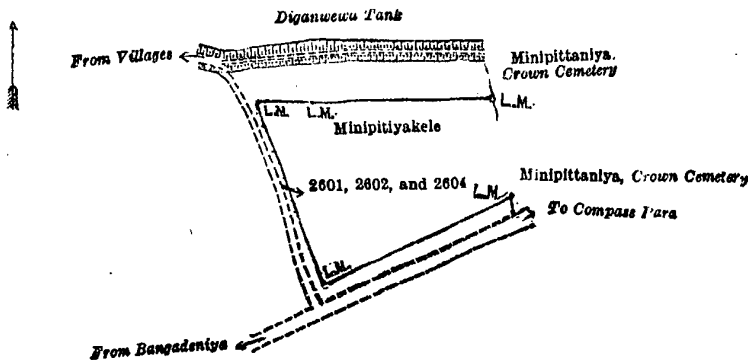 Diganwewu Tank
From Villages
Minipittaniya.
Crown Cemetery
L.M. L.M. L.M.
Minipitiyakele
2601, 2602, and 2604
L.M. Minipittaniya, Crown Cemetery
To Compass Para
L.M.
From Bangadeniya